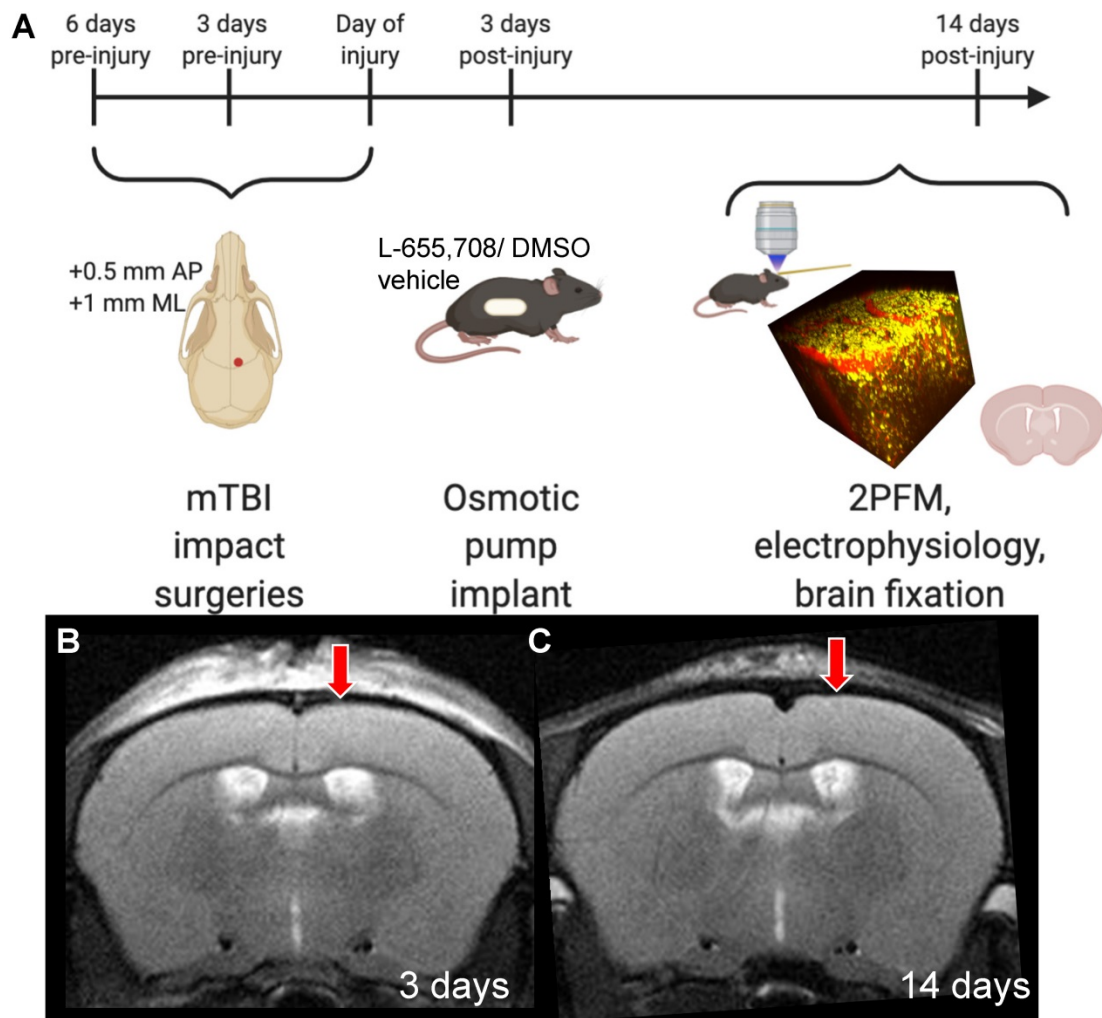 A
6 days
pre-injury
3 days
pre-injury
Day of
injury
3 days
post-injury
14 days
post-injury
+0.5 mm AP
+1 mm ML
L-655,708/ DMSO
vehicle
mTBI
impact
surgeries
Osmotic
pump
implant
2PFM,
electrophysiology,
brain fixation
B
3 days
C
14 days